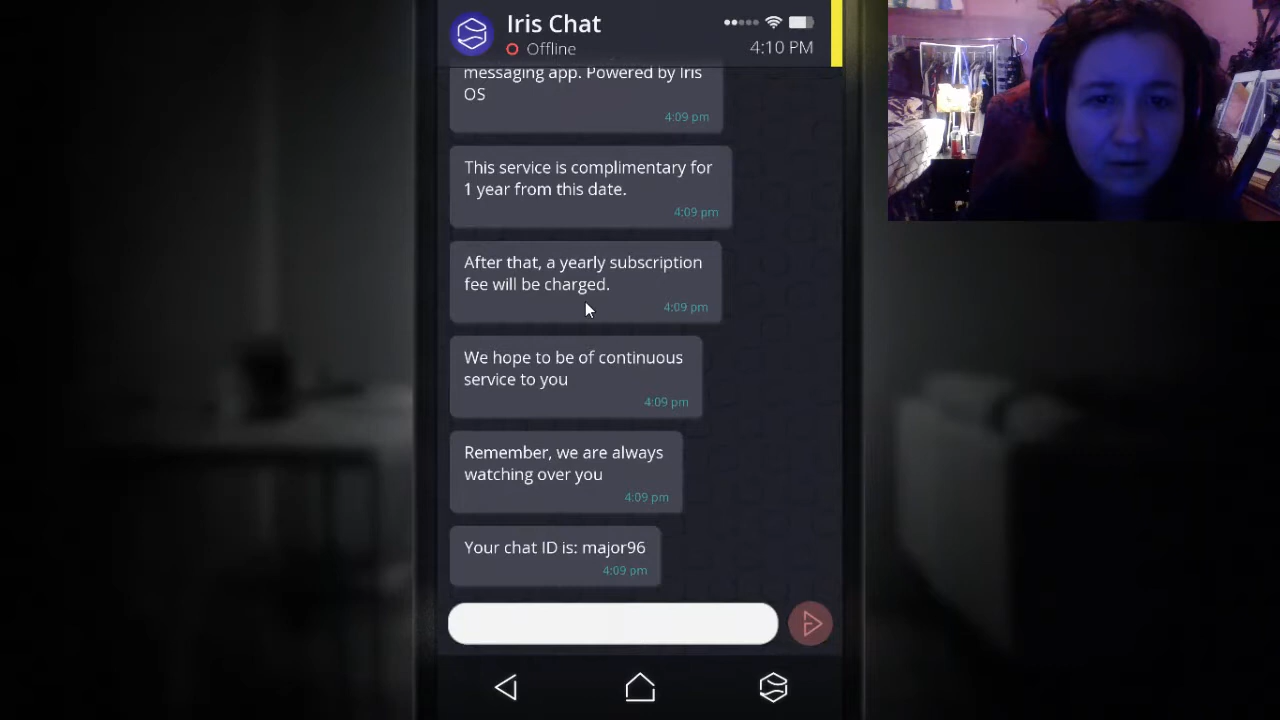 Iris Chat
Offline
4:10 PM
messaging app. Powered by Iris
OS
4:09 pm
This service is complimentary for
1 year from this date.
4:09 pm
After that, a yearly subscription
fee will be charged.
4:09 pm
We hope to be of continuous
service to you
4:09 pm
Remember, we are always
watching over you
4:09 pm
Your chat ID is: major96
4:09 pm